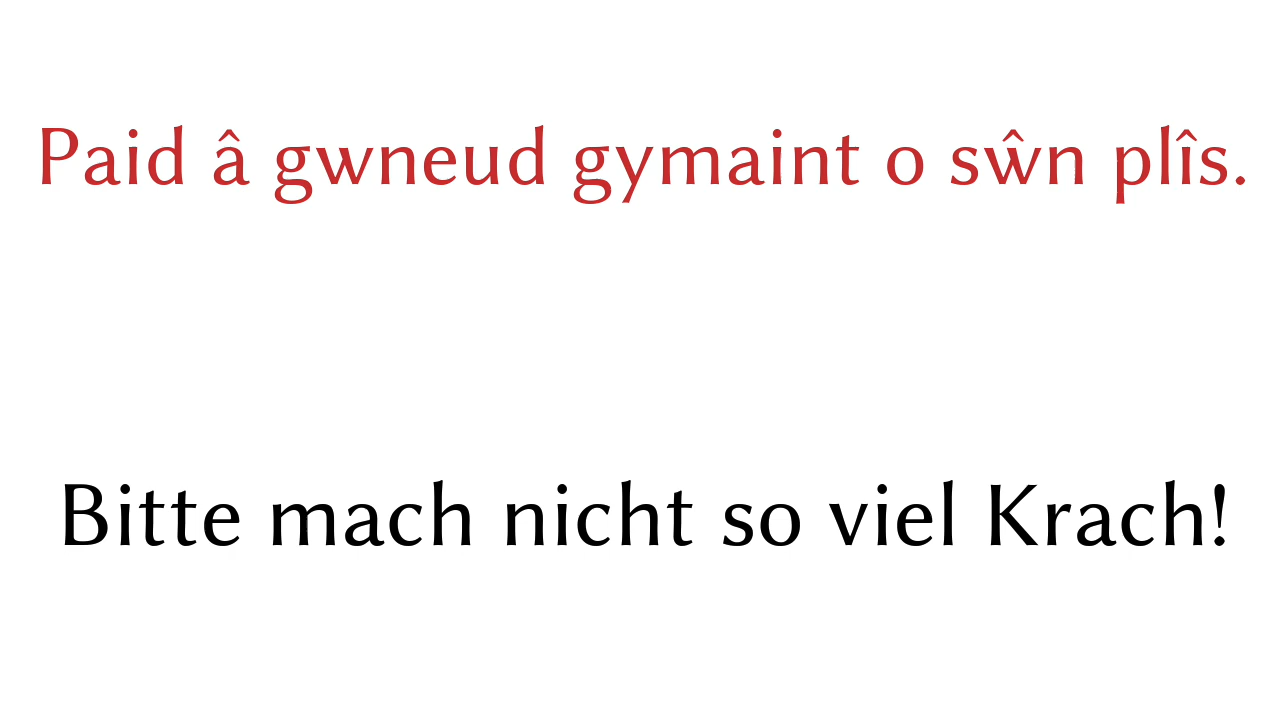 Paid â gwneud gymaint o sŵn plîs.
Bitte mach nicht so viel Krach!